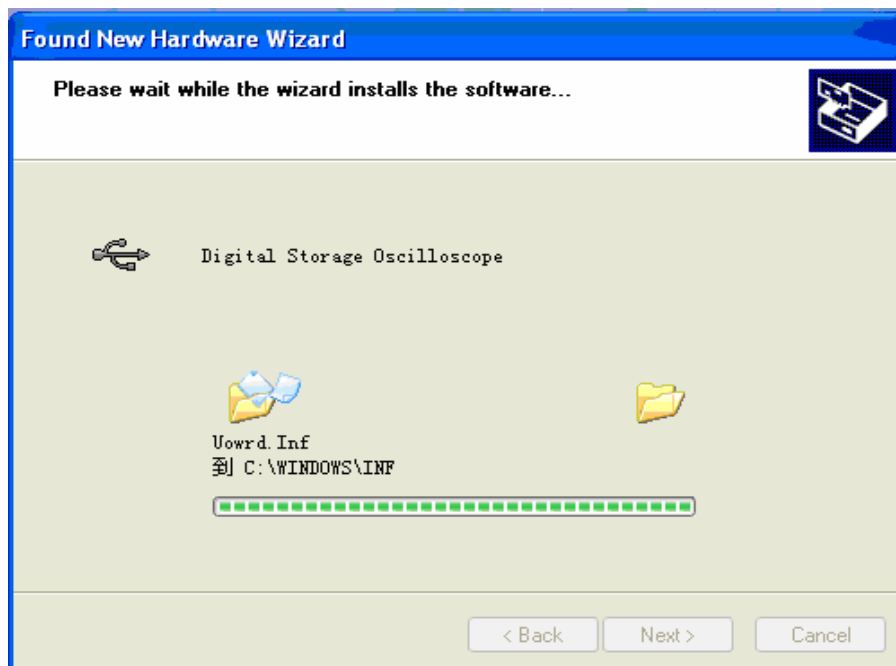 Found New Hardware Wizard
Please wait while the wizard installs the software...
Digital Storage Oscilloscope
Uowrd.Inf
到 C:\WINDOWS\INF
< Back
Next >
Cancel